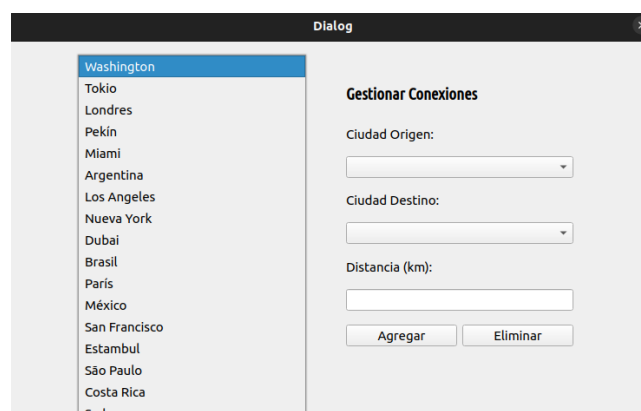 Dialog
Washington
Tokio
Londres
Pekín
Miami
Argentina
Los Angeles
Nueva York
Dubai
Brasil
París
México
San Francisco
Estambul
São Paulo
Costa Rica
Gestionar Conexiones
Ciudad Origen:
Ciudad Destino:
Distancia (km):
Agregar Eliminar